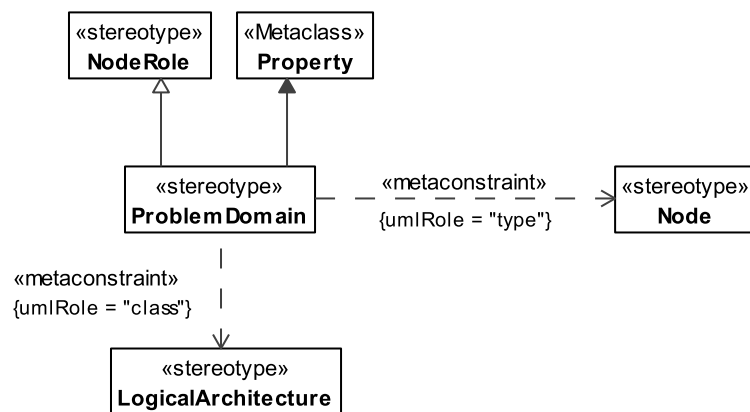 «stereotype»
NodeRole
«Metaclass»
Property
«stereotype»
ProblemDomain
«metaconstraint»
{umlRole = "type"}
«stereotype»
Node
«metaconstraint»
{umlRole = "class"}
«stereotype»
LogicalArchitecture